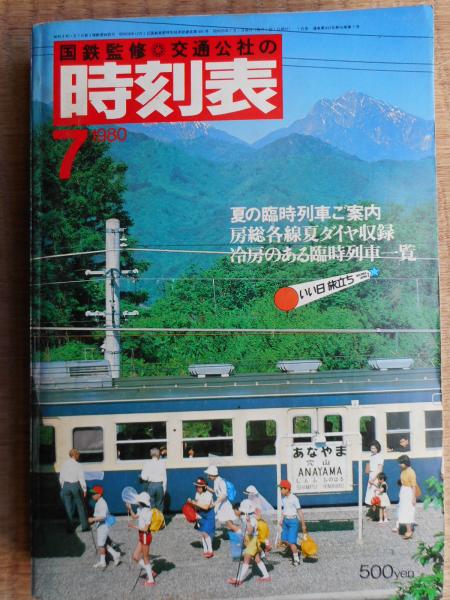 国鉄監修 交通公社の
時刻表
7 1980
夏の臨時列車ご案内
房総各線夏ダイヤ収録
冷房のある臨時列車一覧
いい日旅立ち
あなやま
穴山
ANAYAMA
500yen